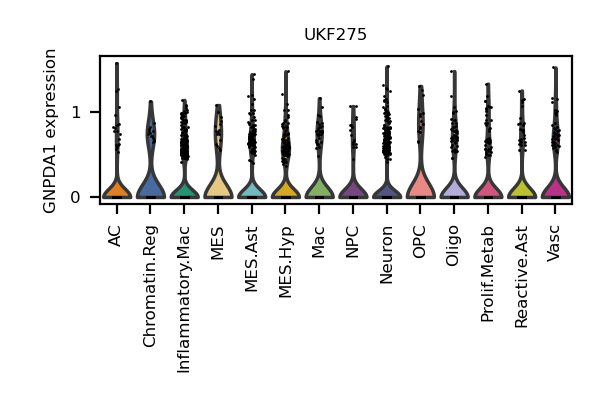 UKF275
GNPDA1 expression
1
0
AC
Chromatin.Reg
Inflammatory.Mac
MES
MES.Ast
MES.Hyp
Mac
NPC
Neuron
OPC
Oligo
Prolif.Metab
Reactive.Ast
Vasc